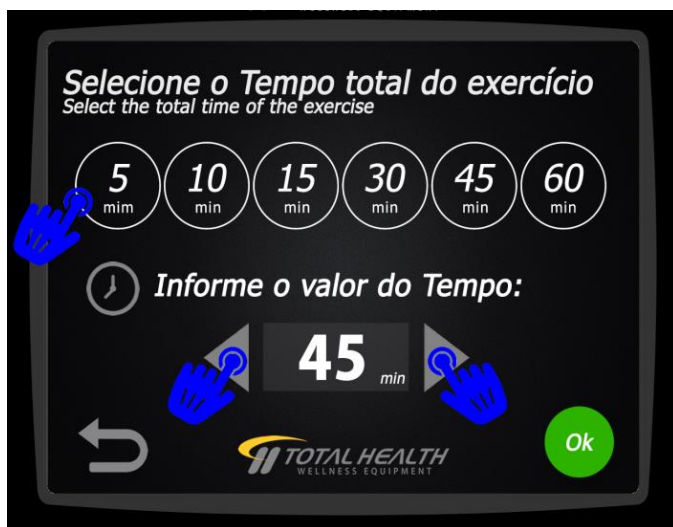 Selecione o Tempo total do exercício
Select the total time of the exercise
5 10 15 30 45 60
mim min min min min min
Informe o valor do Tempo:
45 min
Ok
TOTAL HEALTH
WELLNESS EQUIPMENT